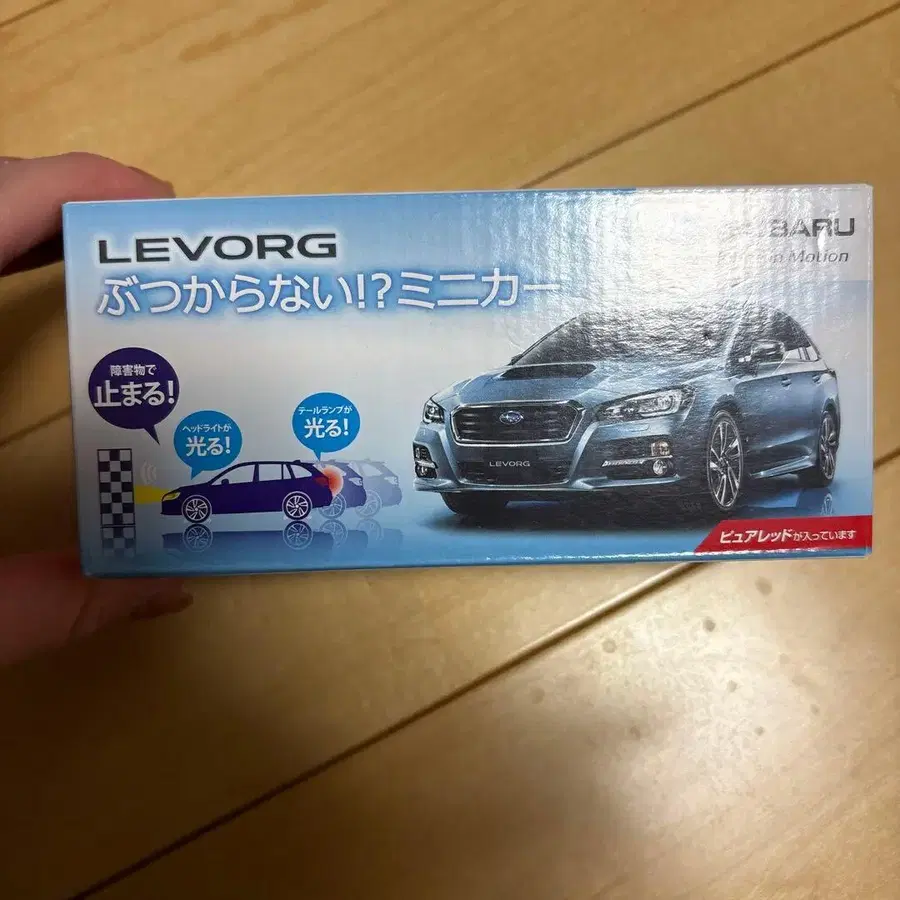 LEVORG
ぶつからない!?ミニカー
障害物で
止まる!
ヘッドライトが
光る!
テールランプが
光る!
LEVORG
in Motion
ピュアレッドが入っています